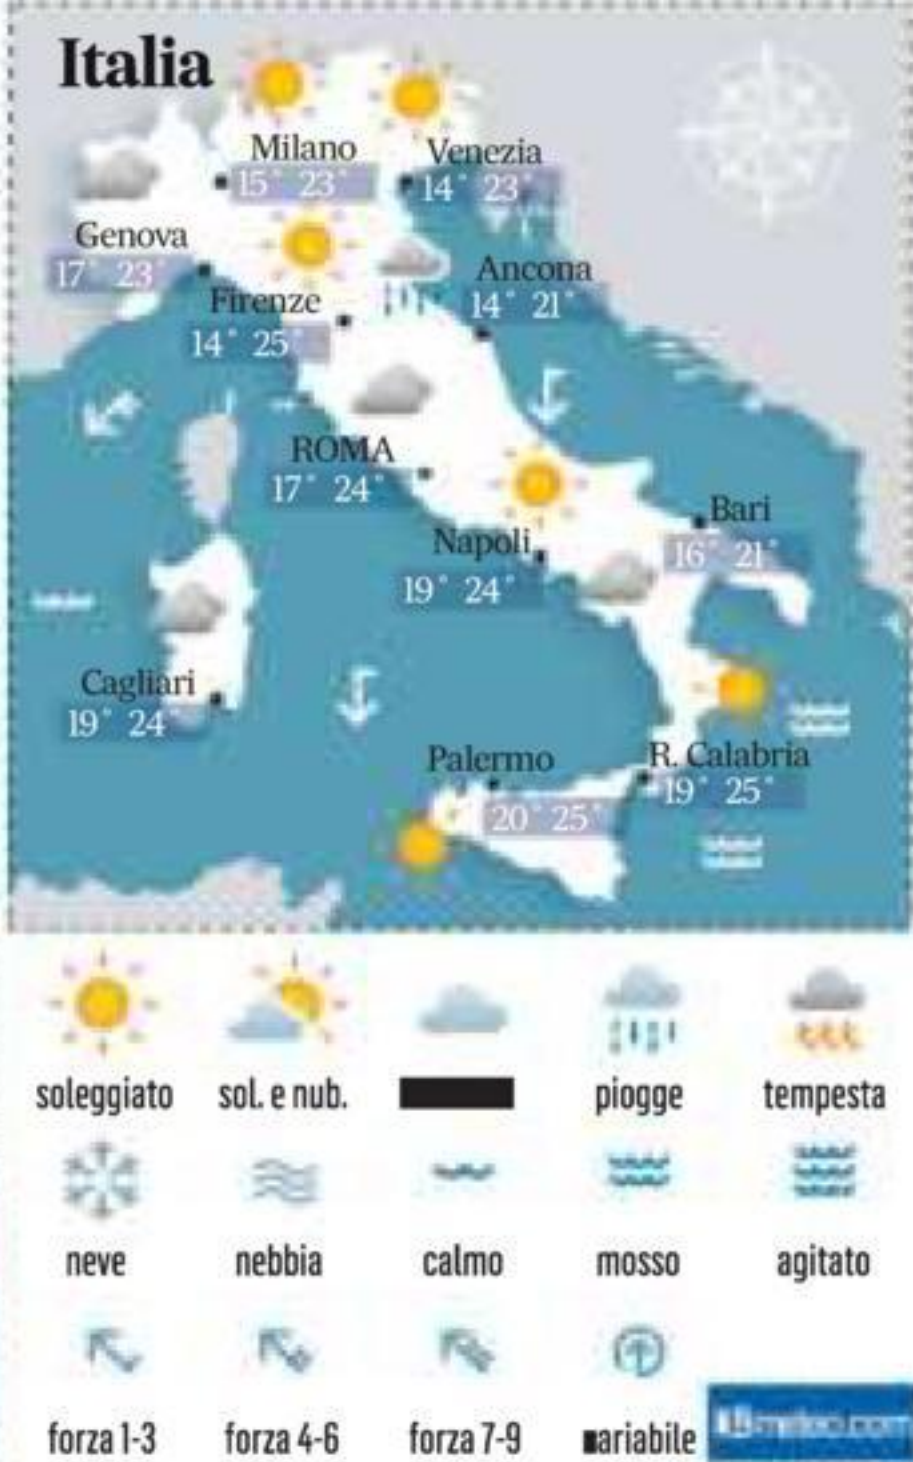 Italia
Milano
15° 23°
Venezia
14° 23°
Genova
17° 23°
Firenze
14° 25°
Ancona
14° 21°
ROMA
17° 24°
Napoli
19° 24°
Bari
16° 21°
Cagliari
19° 24°
Palermo
20° 25°
R. Calabria
19° 25°
soleggiato
sol. e nub.
piogge
tempesta
neve
nebbia
calmo
mosso
agitato
forza 1-3
forza 4-6
forza 7-9